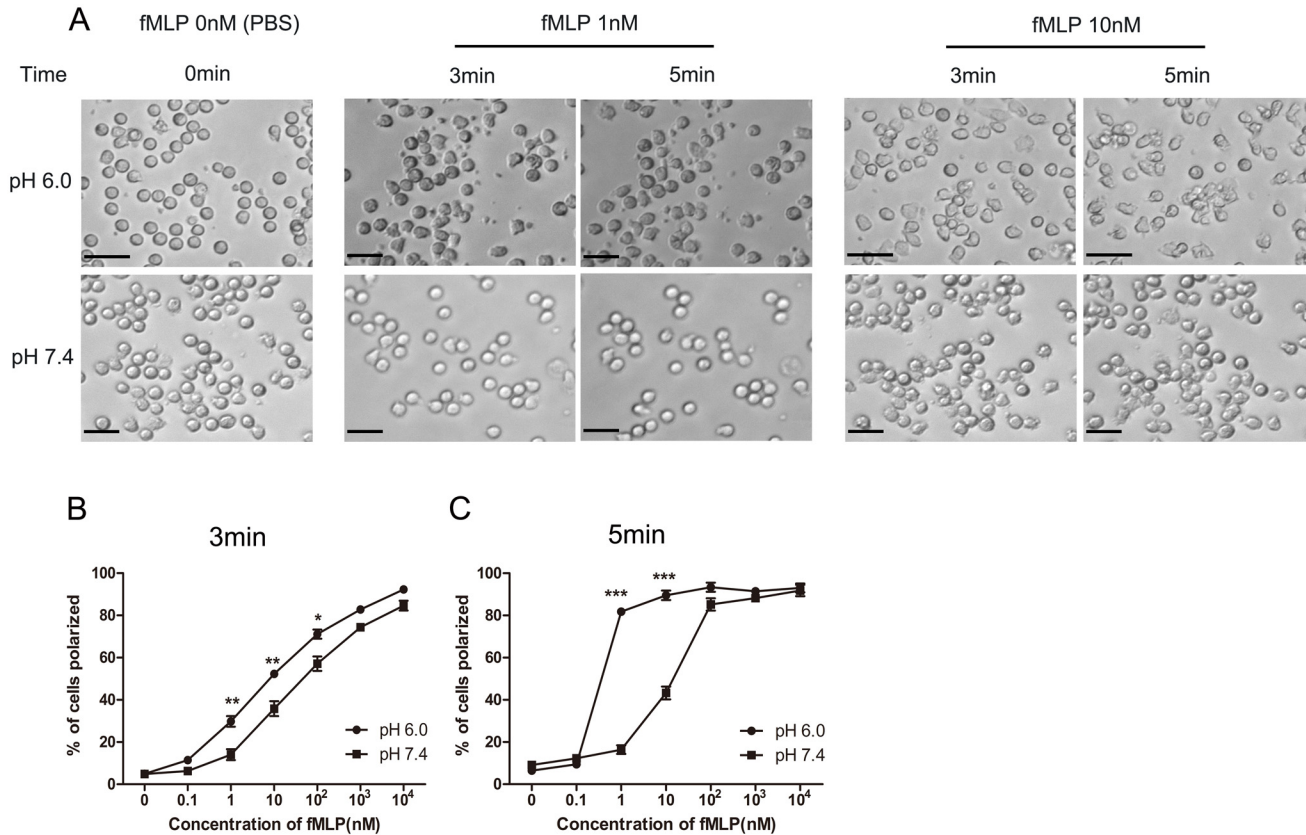 A
fMLP 0nM (PBS)
fMLP 1nM
fMLP 10nM
Time
0min
3min
5min
3min
5min
pH 6.0
pH 7.4
B
3min
% of cells polarized
100
80
60
40
20
0
**
**
*
pH 6.0
pH 7.4
0 0.1 1 10 10² 10³ 10⁴
Concentration of fMLP(nM)
C
5min
% of cells polarized
100
80
60
40
20
0
***
***
pH 6.0
pH 7.4
0 0.1 1 10 10² 10³ 10⁴
Concentration of fMLP(nM)